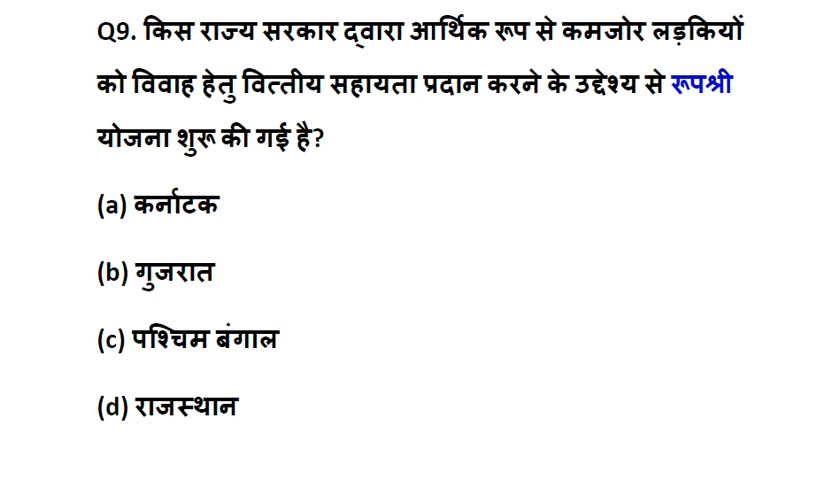 Q9. किस राज्य सरकार द्वारा आर्थिक रूप से कमजोर लड़कियों
को विवाह हेतु वित्तीय सहायता प्रदान करने के उद्देश्य से रूपश्री
योजना शुरू की गई है?
(a) कर्नाटक
(b) गुजरात
(c) पश्चिम बंगाल
(d) राजस्थान